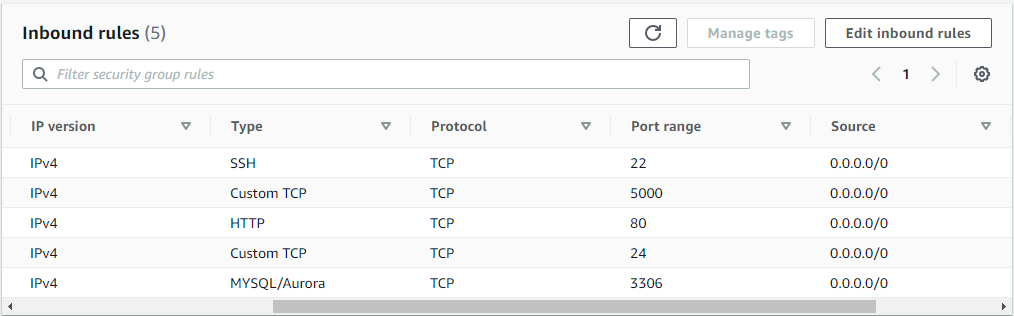 Inbound rules (5) Manage tags Edit inbound rules
Filter security group rules 1
IP version Type Protocol Port range Source
IPv4 SSH TCP 22 0.0.0.0/0
IPv4 Custom TCP TCP 5000 0.0.0.0/0
IPv4 HTTP TCP 80 0.0.0.0/0
IPv4 Custom TCP TCP 24 0.0.0.0/0
IPv4 MYSQL/Aurora TCP 3306 0.0.0.0/0